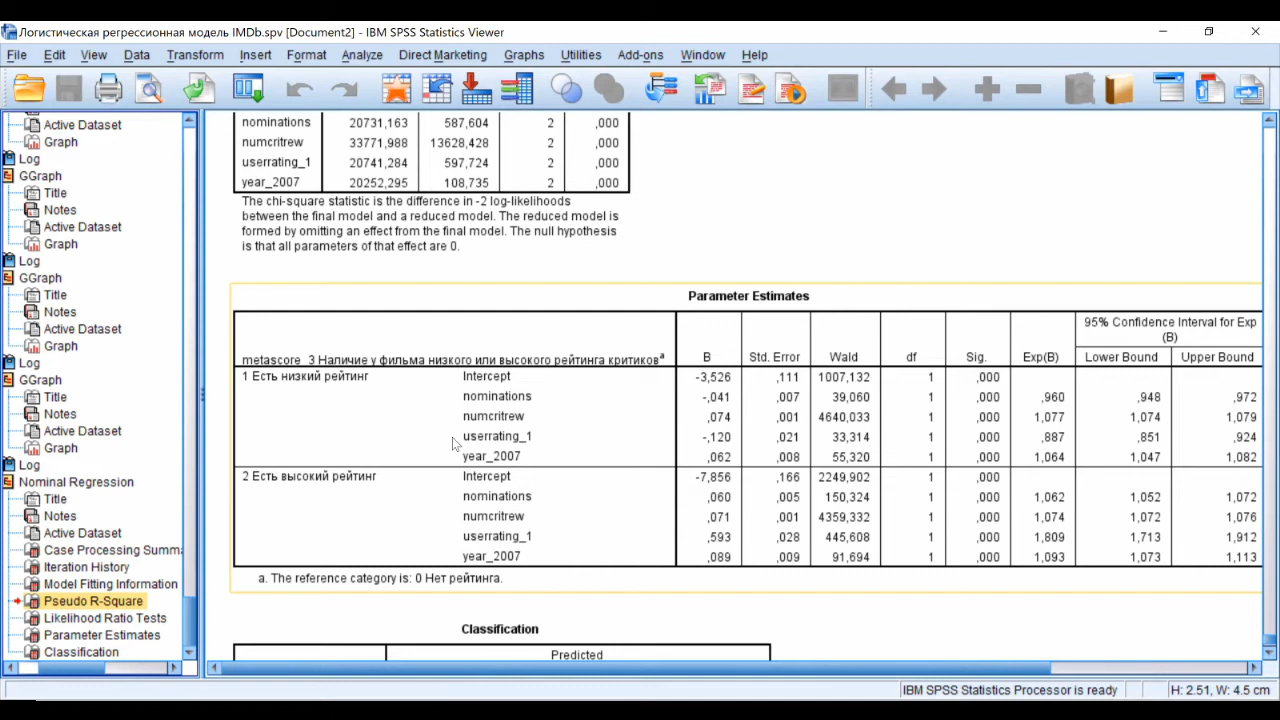 Логистическая регрессионная модель IMDb.spv [Document2] - IBM SPSS Statistics Viewer
File Edit View Data Transform Insert Format Analyze Direct Marketing Graphs Utilities Add-ons Window Help
Active Dataset
Graph
Log
GGraph
Title
Notes
Active Dataset
Graph
Log
GGraph
Title
Notes
Active Dataset
Graph
Log
GGraph
Title
Notes
Active Dataset
Graph
Log
Nominal Regression
Title
Notes
Active Dataset
Case Processing Summa
Iteration History
Model Fitting Information
Pseudo R-Square
Likelihood Ratio Tests
Parameter Estimates
Classification
nominations 20731,163 587,604 2 ,000
numcritrew 33771,988 13628,428 2 ,000
userrating_1 20741,284 597,724 2 ,000
year_2007 20252,295 108,735 2 ,000
The chi-square statistic is the difference in -2 log-likelihoods
between the final model and a reduced model. The reduced model is
formed by omitting an effect from the final model. The null hypothesis
is that all parameters of that effect are 0.
Parameter Estimates
95% Confidence Interval for Exp
(B)
metascore_3 Наличие у фильма низкого или высокого рейтинга критиков a B Std. Error Wald df Sig. Exp(B) Lower Bound Upper Bound
1 Есть низкий рейтинг Intercept -3,526 ,111 1007,132 1 ,000
nominations -,041 ,007 39,060 1 ,000 ,960 ,948 ,972
numcritrew ,074 ,001 4640,033 1 ,000 1,077 1,074 1,079
userrating_1 -,120 ,021 33,314 1 ,000 ,887 ,851 ,924
year_2007 ,062 ,008 55,320 1 ,000 1,064 1,047 1,082
2 Есть высокий рейтинг Intercept -7,856 ,166 2249,902 1 ,000
nominations ,060 ,005 150,324 1 ,000 1,062 1,052 1,072
numcritrew ,071 ,001 4359,332 1 ,000 1,074 1,072 1,076
userrating_1 ,593 ,028 445,608 1 ,000 1,809 1,713 1,912
year_2007 ,089 ,009 91,694 1 ,000 1,093 1,073 1,113
a. The reference category is: 0 Нет рейтинга.
Classification
Predicted
IBM SPSS Statistics Processor is ready H: 2.51, W: 4.5 cm